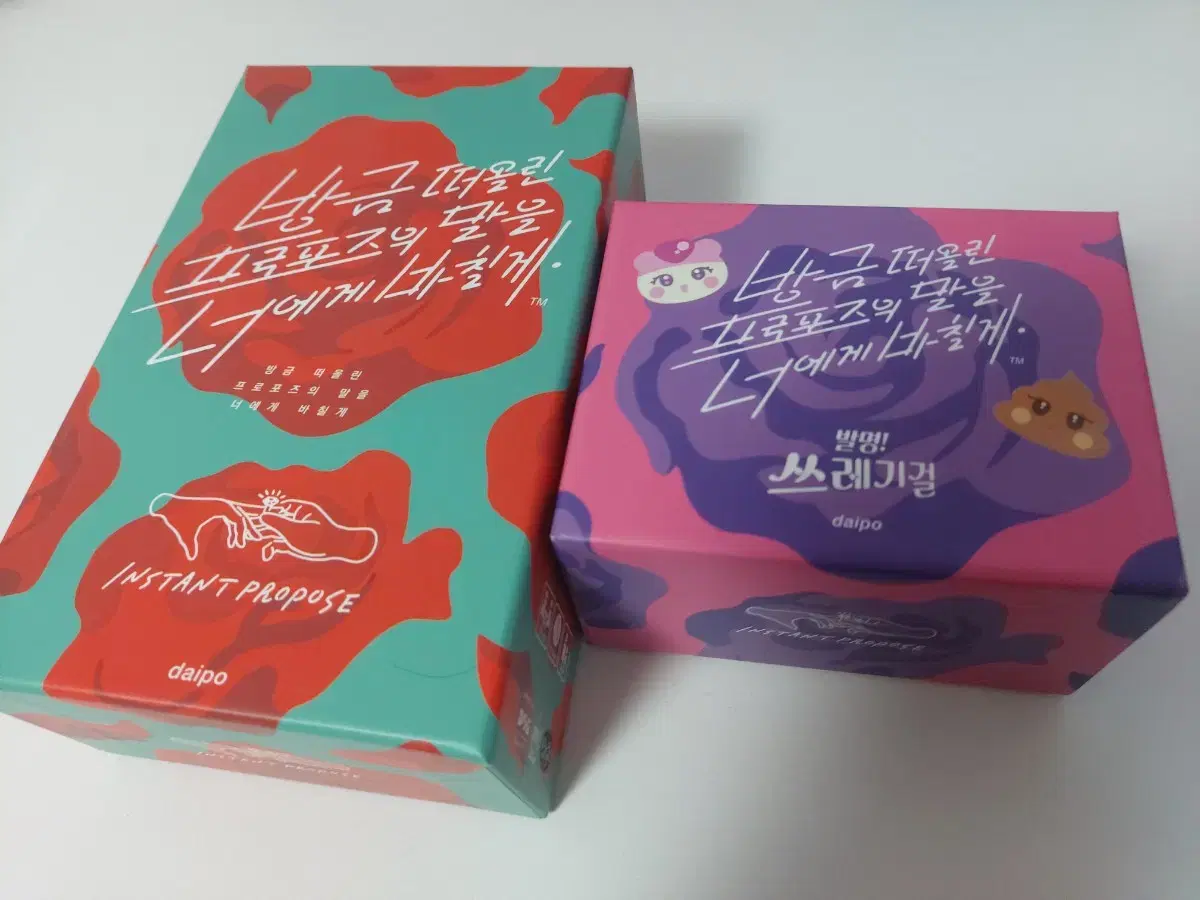 방금 떠올린
프로포즈의 말을
너에게 바칠게.
TM
방금 떠올린
프로포즈의 말을
너에게 바칠게
INSTANT PROPOSE
daipo
INSTANT PROPOSE
방금 떠올린
프로포즈의 말을
너에게 바칠게.
TM
발명!
쓰레기걸
daipo
INSTANT PROPOSE